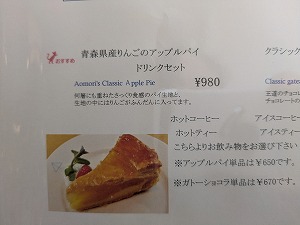 おすすめ
青森県産りんごのアップルパイ
ドリンクセット
Aomori's Classic Apple Pie ¥980
何層にも重ねたさっくり食感のパイ生地と、
生地の中にはりんごがふんだんに入ってます。
クラシック
Classic gate
王道のチョコ
チョコレートの
ホットコーヒー アイスコーヒー
ホットティー アイスティー
こちらよりお飲み物をお選び下さい
※アップルパイ単品は¥650です。
※ガトーショコラ単品は¥670です。